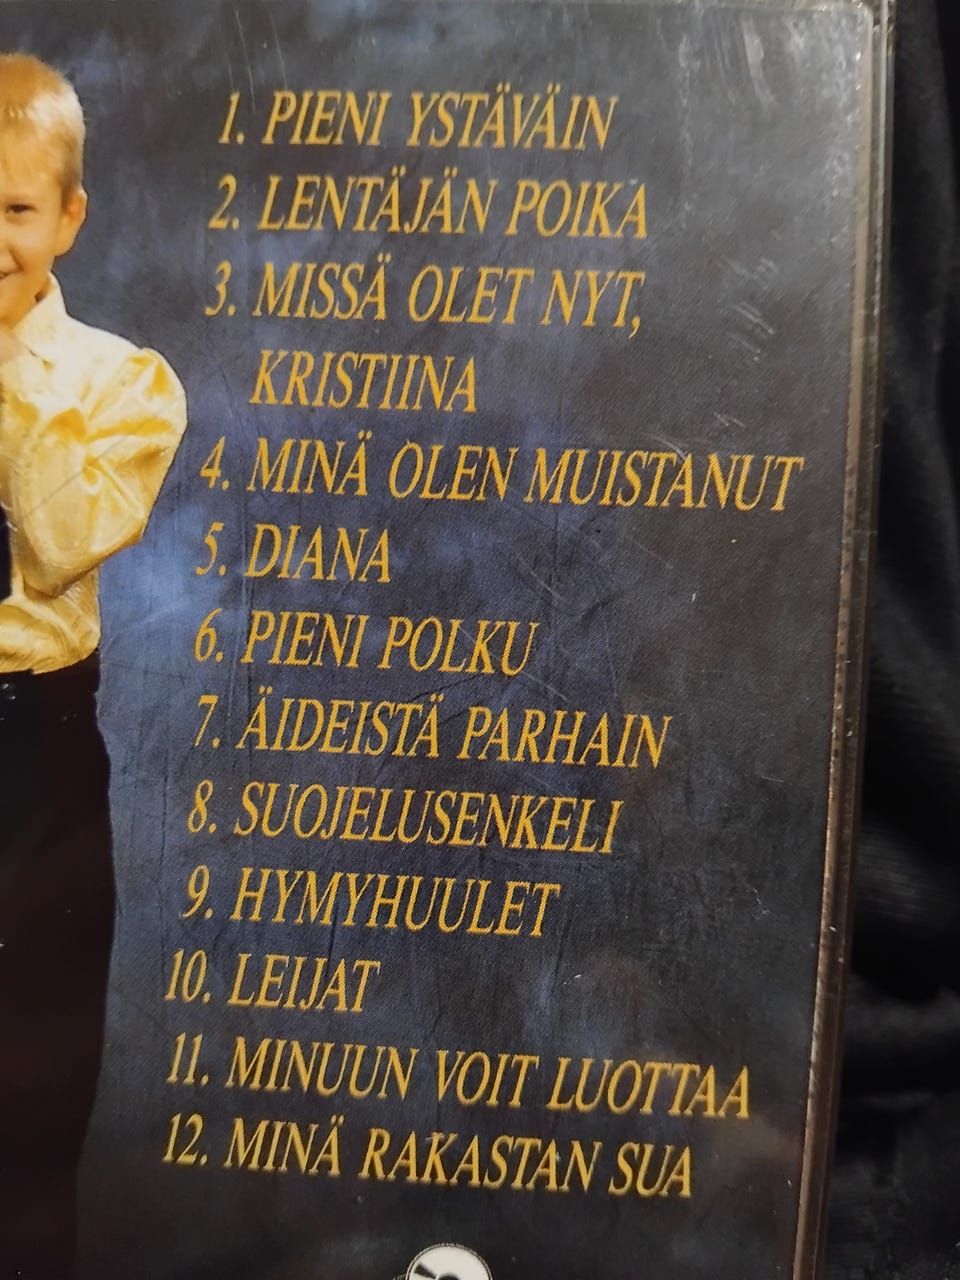 1. PIENI YSTÄVÄIN
2. LENTÄJÄN POIKA
3. MISSÄ OLET NYT,
KRISTIINA
4. MINÄ OLEN MUISTANUT
5. DIANA
6. PIENI POLKU
7. ÄIDEISTÄ PARHAIN
8. SUOJELUSENKELI
9. HYMYHUULET
10. LEIJAT
11. MINUUN VOIT LUOTTAA
12. MINÄ RAKASTAN SUA